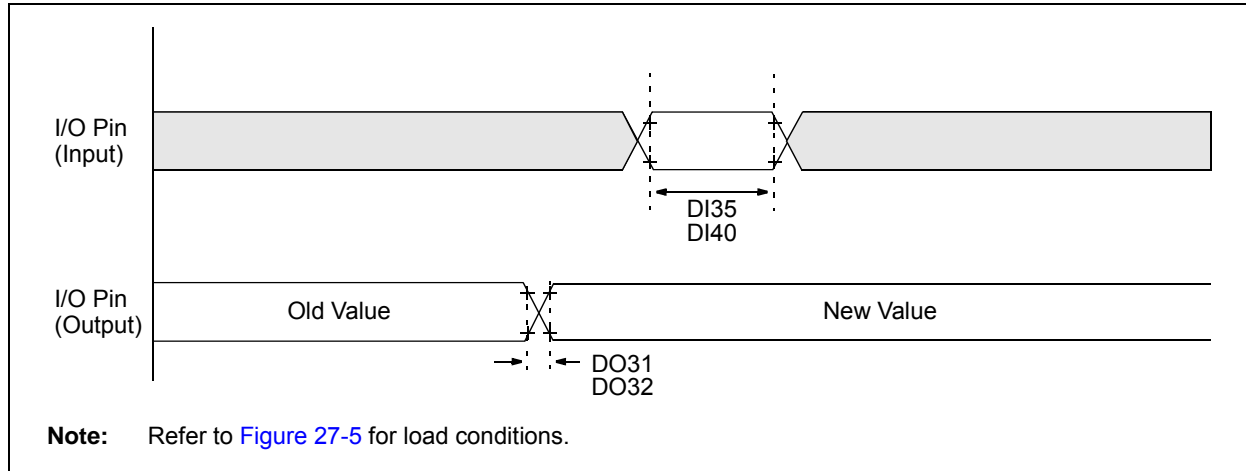 I/O Pin
(Input)
DI35
DI40
I/O Pin
(Output)
Old Value
New Value
DO31
DO32
Note: Refer to Figure 27-5 for load conditions.